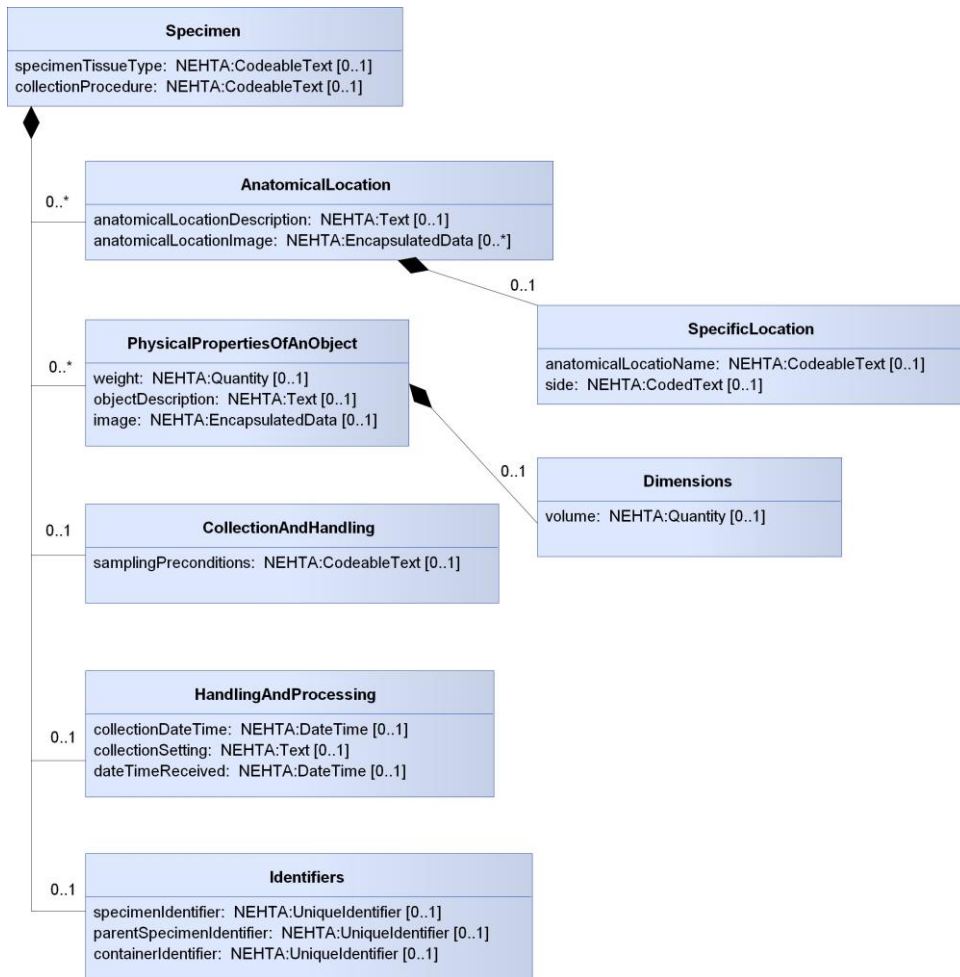 Specimen
specimenTissueType: NEHTA:CodeableText [0..1]
collectionProcedure: NEHTA:CodeableText [0..1]
0..*
AnatomicalLocation
anatomicalLocationDescription: NEHTA:Text [0..1]
anatomicalLocationImage: NEHTA:EncapsulatedData [0..*]
0..1
SpecificLocation
anatomicalLocatioName: NEHTA:CodeableText [0..1]
side: NEHTA:CodedText [0..1]
0..*
PhysicalPropertiesOfAnObject
weight: NEHTA:Quantity [0..1]
objectDescription: NEHTA:Text [0..1]
image: NEHTA:EncapsulatedData [0..1]
0..1
Dimensions
volume: NEHTA:Quantity [0..1]
0..1
CollectionAndHandling
samplingPreconditions: NEHTA:CodeableText [0..1]
0..1
HandlingAndProcessing
collectionDateTime: NEHTA:DateTime [0..1]
collectionSetting: NEHTA:Text [0..1]
dateTimeReceived: NEHTA:DateTime [0..1]
0..1
Identifiers
specimenIdentifier: NEHTA:UniqueIdentifier [0..1]
parentSpecimenIdentifier: NEHTA:UniqueIdentifier [0..1]
containerIdentifier: NEHTA:UniqueIdentifier [0..1]